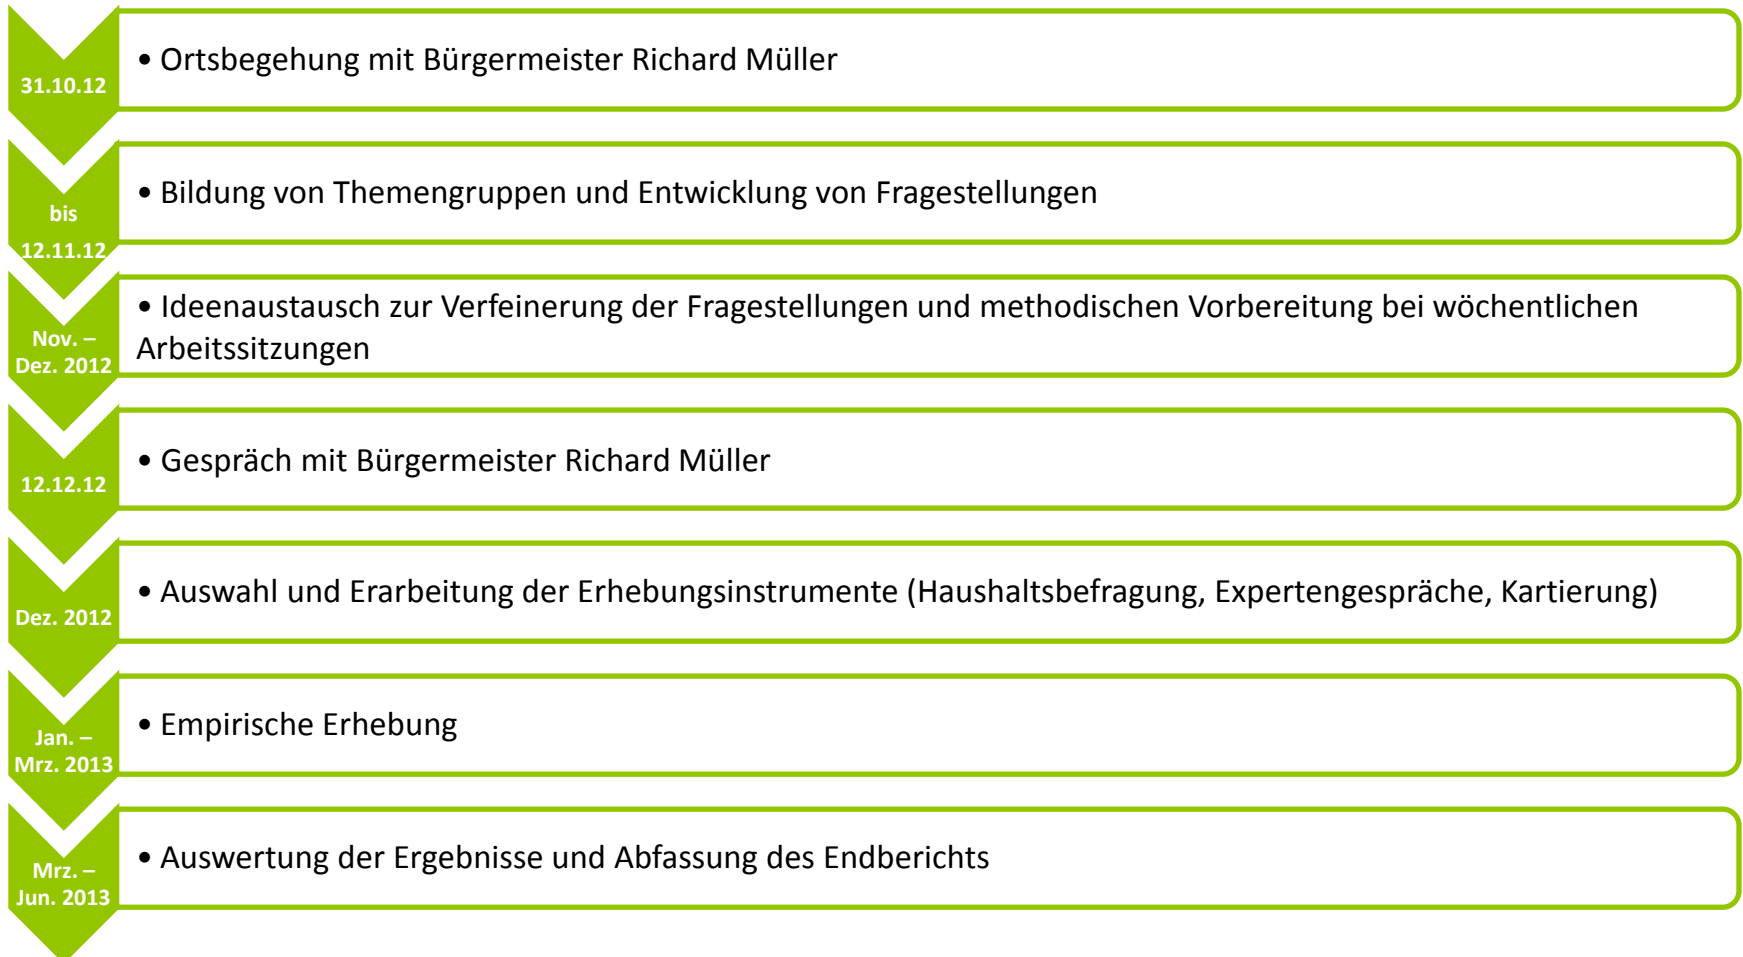 31.10.12
• Ortsbegehung mit Bürgermeister Richard Müller
bis
12.11.12
• Bildung von Themengruppen und Entwicklung von Fragestellungen
Nov. –
Dez. 2012
• Ideenaustausch zur Verfeinerung der Fragestellungen und methodischen Vorbereitung bei wöchentlichen
Arbeitssitzungen
12.12.12
• Gespräch mit Bürgermeister Richard Müller
Dez. 2012
• Auswahl und Erarbeitung der Erhebungsinstrumente (Haushaltsbefragung, Expertengespräche, Kartierung)
Jan. –
Mrz. 2013
• Empirische Erhebung
Mrz. –
Jun. 2013
• Auswertung der Ergebnisse und Abfassung des Endberichts